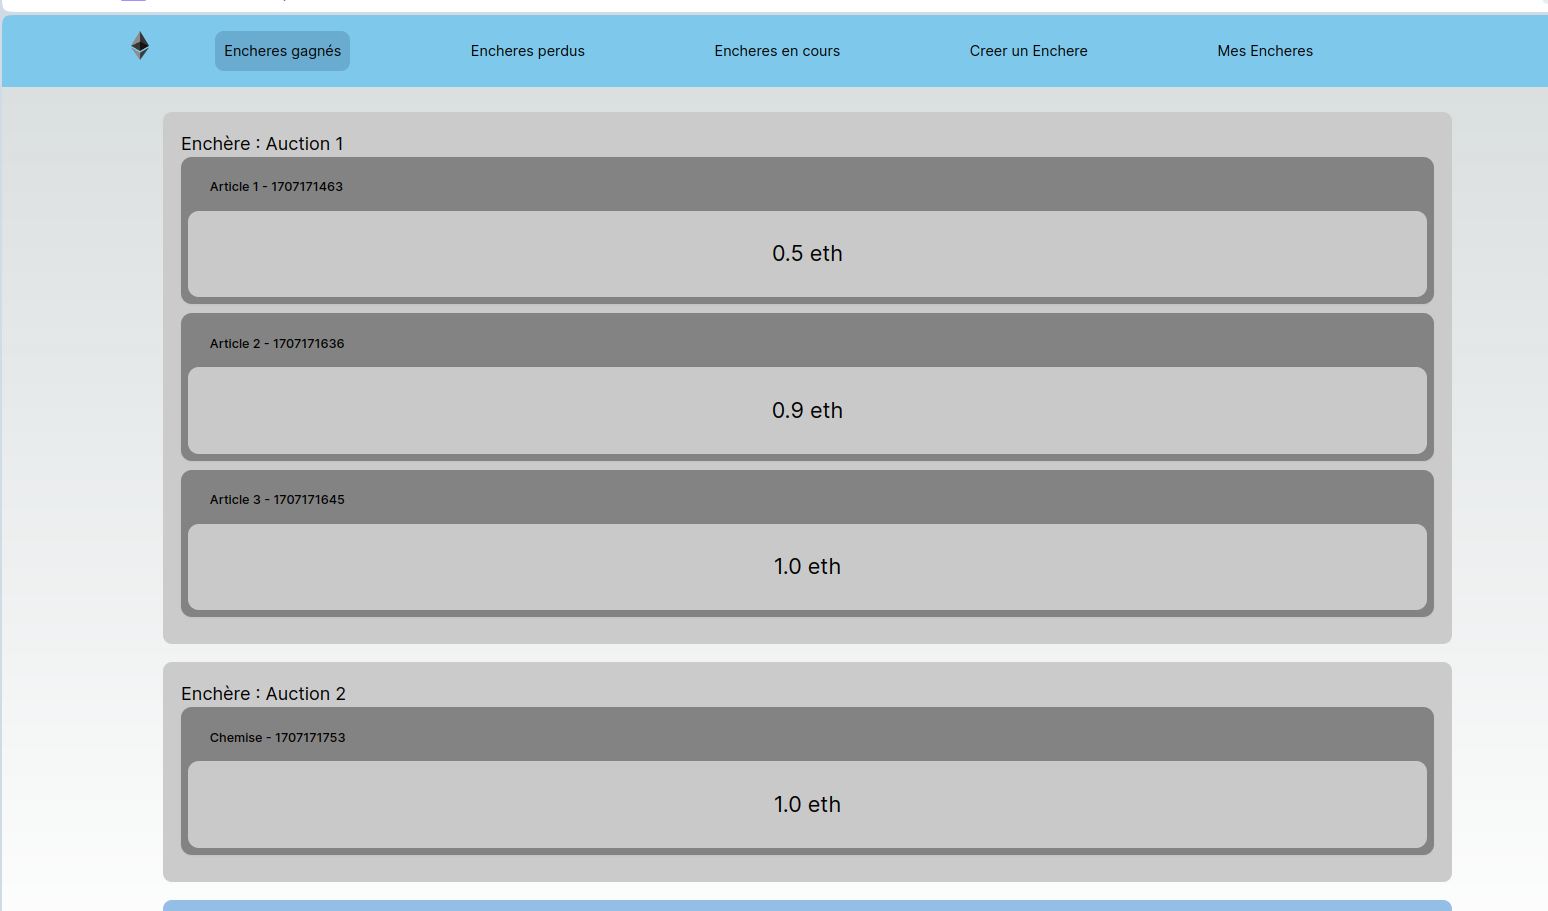 Encheres gagnés
Encheres perdus
Encheres en cours
Creer un Enchere
Mes Encheres
Enchère : Auction 1
Article 1 - 1707171463
0.5 eth
Article 2 - 1707171636
0.9 eth
Article 3 - 1707171645
1.0 eth
Enchère : Auction 2
Chemise - 1707171753
1.0 eth